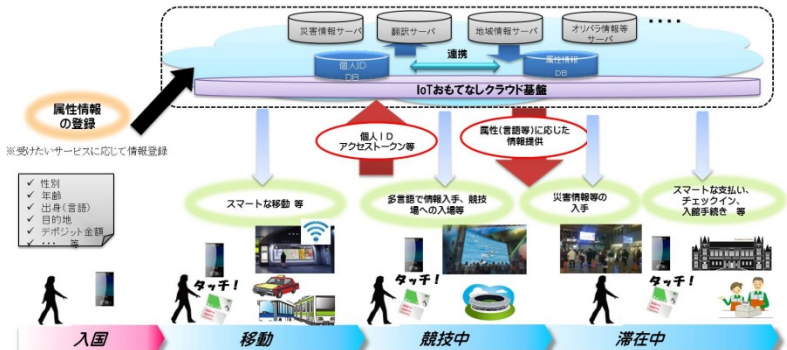 災害情報サーバ
翻訳サーバ
地域情報サーバ
オリパラ情報等
サーバ
・・・・
連携
個人ID
DB
属性情報
DB
IoTおもてなしクラウド基盤
属性情報
の登録
※受けたいサービスに応じて情報登録
個人ID
アクセストークン等
属性(言語等)に応じた
情報提供
✓ 性別
✓ 年齢
✓ 出身(言語)
✓ 目的地
✓ デポジット金額
✓ ・・・ 等
スマートな移動 等
多言語で情報入手、競技
場への入場等
災害情報等の
入手
スマートな支払い、
チェックイン、
入館手続き 等
タッチ!
タッチ!
タッチ!
入国
移動
競技中
滞在中